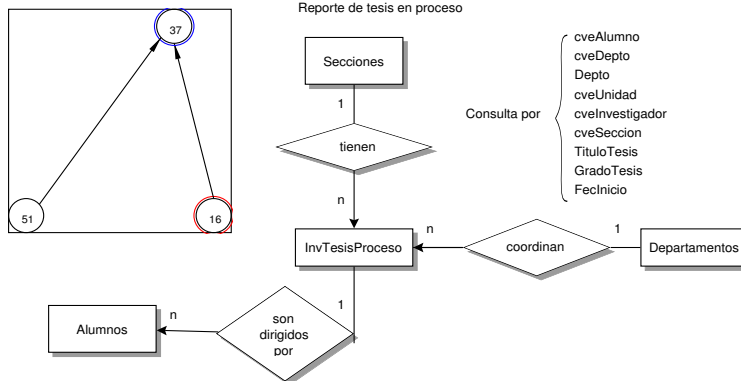 Reporte de tesis en proceso
37
51
16
Secciones
1
tienen
n
InvTesisProceso
n
coordinan
1
Departamentos
1
son
dirigidos
por
n
Alumnos
Consulta por
cveAlumno
cveDepto
Depto
cveUnidad
cveInvestigador
cveSeccion
TituloTesis
GradoTesis
FecInicio